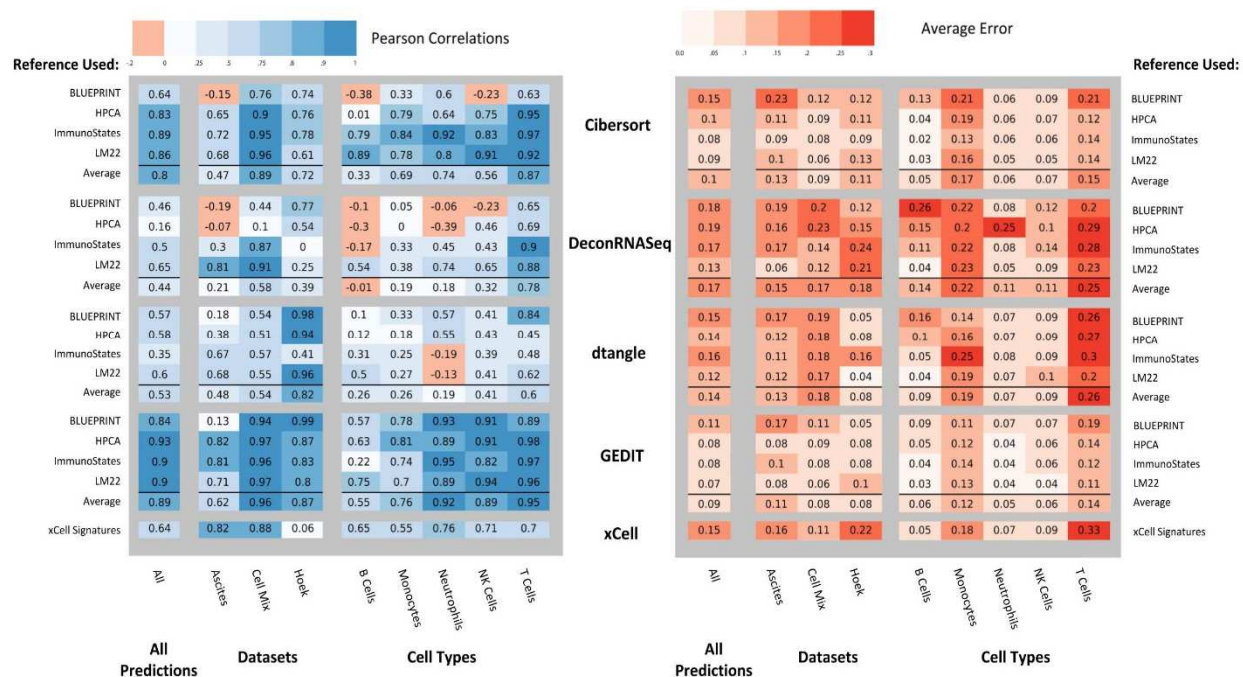 -.2 0 .5 .75 .8 .9 1
Pearson Correlations
0.0 .05 .1 .15 .2 .25 .3
Average Error
Reference Used:
Reference Used:
BLUEPRINT 0.64 -0.15 0.76 0.74 -0.38 0.33 0.6 -0.23 0.63
HPCA 0.83 0.65 0.9 0.76 0.01 0.79 0.64 0.75 0.95
ImmunoStates 0.89 0.72 0.95 0.78 0.79 0.84 0.92 0.83 0.97
LM22 0.86 0.68 0.96 0.61 0.89 0.78 0.8 0.91 0.92
Average 0.8 0.47 0.89 0.72 0.33 0.69 0.74 0.56 0.87
Cibersort
0.15 0.23 0.12 0.12 0.13 0.21 0.06 0.09 0.21 BLUEPRINT
0.1 0.11 0.09 0.11 0.04 0.19 0.06 0.07 0.12 HPCA
0.08 0.09 0.08 0.09 0.02 0.13 0.06 0.06 0.14 ImmunoStates
0.09 0.1 0.06 0.13 0.03 0.16 0.05 0.05 0.14 LM22
0.1 0.13 0.09 0.11 0.05 0.17 0.06 0.07 0.15 Average
BLUEPRINT 0.46 -0.19 0.44 0.77 -0.1 0.05 -0.06 -0.23 0.65
HPCA 0.16 -0.07 0.1 0.54 -0.3 0 -0.39 0.46 0.69
ImmunoStates 0.5 0.3 0.87 0 -0.17 0.33 0.45 0.43 0.9
LM22 0.65 0.81 0.91 0.25 0.54 0.38 0.74 0.65 0.88
Average 0.44 0.21 0.58 0.39 -0.01 0.19 0.18 0.32 0.78
DeconRNASeq
0.18 0.19 0.2 0.12 0.26 0.22 0.08 0.12 0.2 BLUEPRINT
0.19 0.16 0.23 0.15 0.15 0.2 0.25 0.1 0.29 HPCA
0.17 0.17 0.14 0.24 0.11 0.22 0.08 0.14 0.28 ImmunoStates
0.13 0.06 0.12 0.21 0.04 0.23 0.05 0.09 0.23 LM22
0.17 0.15 0.17 0.18 0.14 0.22 0.11 0.11 0.25 Average
BLUEPRINT 0.57 0.18 0.54 0.98 0.1 0.33 0.57 0.41 0.84
HPCA 0.58 0.38 0.51 0.94 0.12 0.18 0.55 0.43 0.45
ImmunoStates 0.35 0.67 0.57 0.41 0.31 0.25 -0.19 0.39 0.48
LM22 0.6 0.68 0.55 0.96 0.5 0.27 -0.13 0.41 0.62
Average 0.53 0.48 0.54 0.82 0.26 0.26 0.19 0.41 0.6
dtangle
0.15 0.17 0.19 0.05 0.16 0.14 0.07 0.09 0.26 BLUEPRINT
0.14 0.12 0.18 0.08 0.1 0.16 0.07 0.09 0.27 HPCA
0.16 0.11 0.18 0.16 0.05 0.25 0.08 0.09 0.3 ImmunoStates
0.12 0.12 0.17 0.04 0.04 0.19 0.07 0.1 0.2 LM22
0.14 0.13 0.18 0.08 0.09 0.19 0.07 0.09 0.26 Average
BLUEPRINT 0.84 0.13 0.94 0.99 0.57 0.78 0.93 0.91 0.89
HPCA 0.93 0.82 0.97 0.87 0.63 0.81 0.89 0.91 0.98
ImmunoStates 0.9 0.81 0.96 0.83 0.22 0.74 0.95 0.82 0.97
LM22 0.9 0.71 0.97 0.8 0.75 0.7 0.89 0.94 0.96
Average 0.89 0.62 0.96 0.87 0.55 0.76 0.92 0.89 0.95
GEDIT
0.11 0.17 0.11 0.05 0.09 0.11 0.07 0.07 0.19 BLUEPRINT
0.08 0.08 0.09 0.08 0.05 0.12 0.04 0.06 0.14 HPCA
0.08 0.1 0.08 0.08 0.04 0.14 0.04 0.06 0.12 ImmunoStates
0.07 0.08 0.06 0.1 0.03 0.13 0.04 0.04 0.11 LM22
0.09 0.11 0.08 0.08 0.06 0.12 0.05 0.06 0.14 Average
xCell Signatures 0.64 0.82 0.88 0.06 0.65 0.55 0.76 0.71 0.7
xCell
0.15 0.16 0.11 0.22 0.05 0.18 0.07 0.09 0.33 xCell Signatures
All Ascites Cell Mix Hoek B Cells Monocytes Neutrophils NK Cells T Cells
All Ascites Cell Mix Hoek B Cells Monocytes Neutrophils NK Cells T Cells
All Predictions Datasets Cell Types
All Predictions Datasets Cell Types